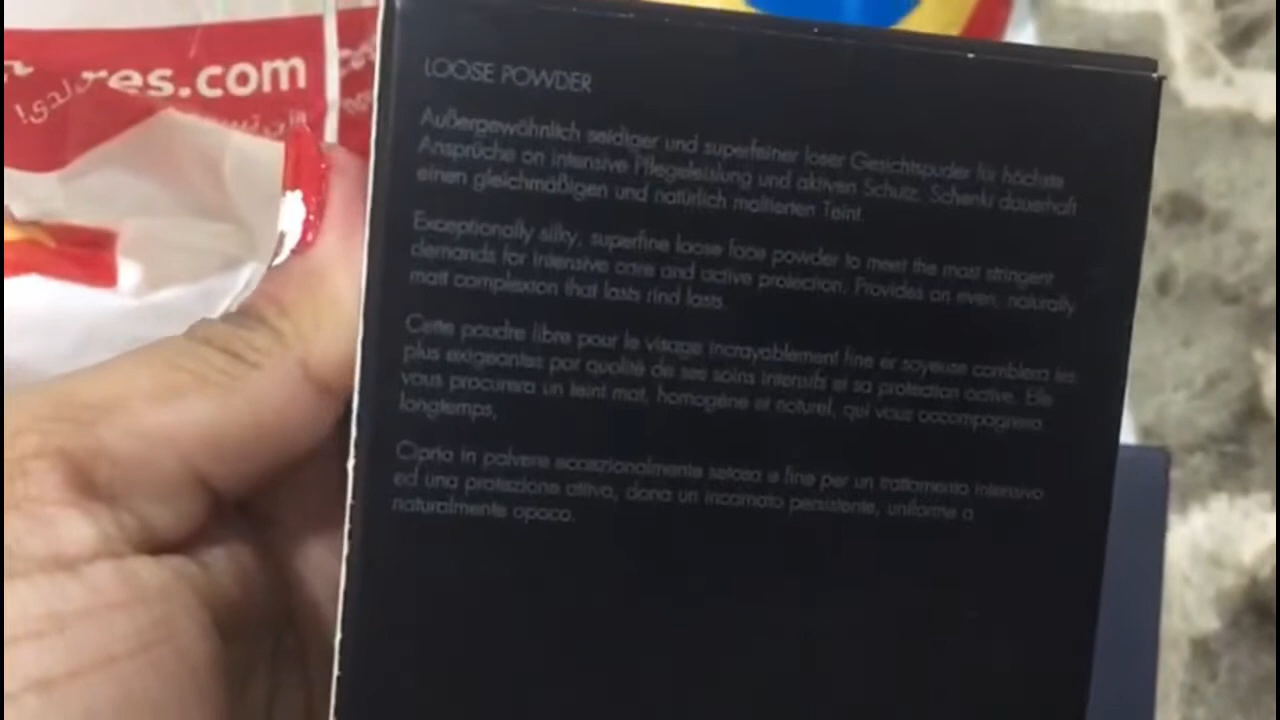 res.com
LOOSE POWDER
Außergewöhnlich seidiger und superfeiner loser Gesichtspuder für höchste
Ansprüche an intensive Pflegeleistung und aktiven Schutz. Schenkt dauerhaft
einen gleichmäßigen und natürlich mattierten Teint.
Exceptionally silky, superfine loose face powder to meet the most stringent
demands for intensive care and active protection. Provides an even, naturally
matt complexion that lasts and lasts.
Cette poudre libre pour le visage incroyablement fine et soyeuse comblera les
plus exigeantes par qualité de ses soins intensifs et sa protection active. Elle
vous procurera un teint mat, homogène et naturel, qui vous accompagnera
longtemps,
Cipria in polvere eccezionalmente setosa e fine per un trattamento intensivo
ed una protezione attiva, dona un incarnato persistente, uniforme e
naturalmente opaco.